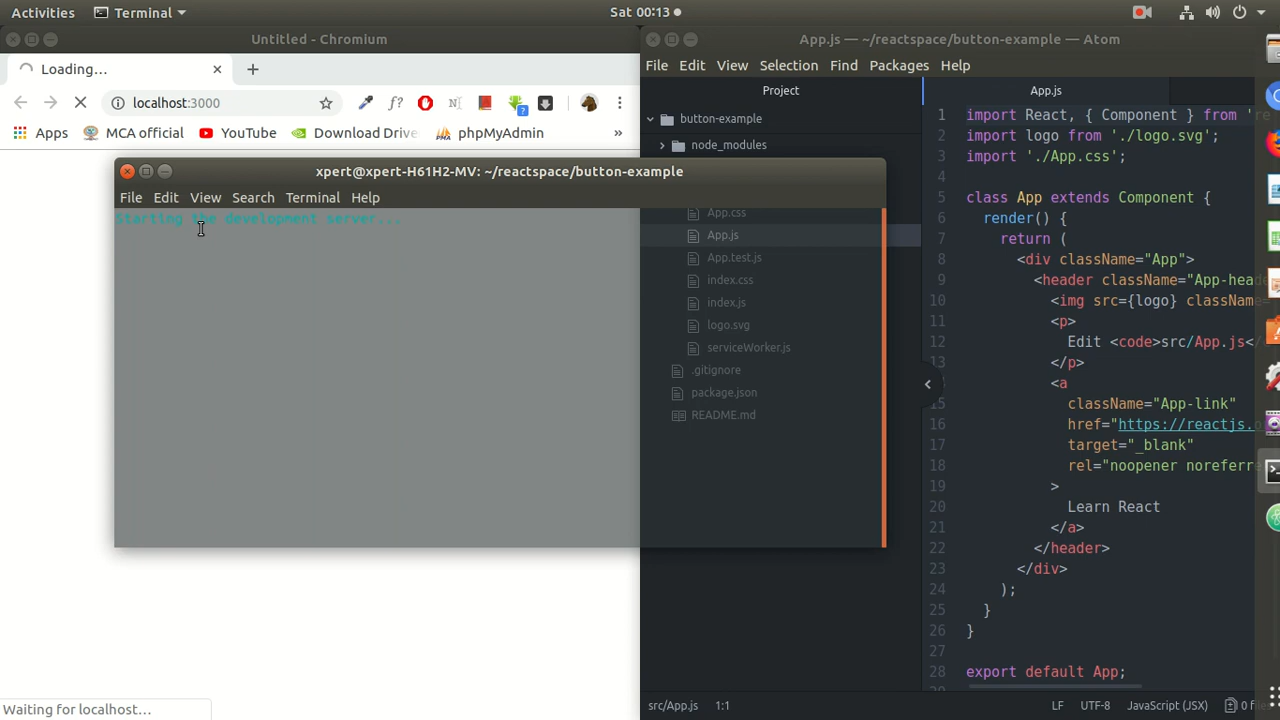 Activities
Terminal
Sat 00:13
Untitled - Chromium
App.js — ~/reactspace/button-example — Atom
Loading...
File Edit View Selection Find Packages Help
localhost:3000
f?
Apps MCA official YouTube Download Drive phpMyAdmin »
Project
App.js
button-example
node_modules
xpert@xpert-H61H2-MV: ~/reactspace/button-example
File Edit View Search Terminal Help
Starting the development server...
App.css
App.js
App.test.js
index.css
index.js
logo.svg
serviceWorker.js
.gitignore
package.json
README.md
1 import React, { Component } from 're
2 import logo from './logo.svg';
3 import './App.css';
4
5 class App extends Component {
6 render() {
7 return (
8 <div className="App">
9 <header className="App-head
10 <img src={logo} className=
11 <p>
12 Edit <code>src/App.js</
13 </p>
14 <a
15 className="App-link"
16 href="https://reactjs.o
17 target="_blank"
18 rel="noopener noreferre
19 >
20 Learn React
21 </a>
22 </header>
23 </div>
24 );
25 }
26 }
27
28 export default App;
Waiting for localhost...
src/App.js 1:1
LF UTF-8 JavaScript (JSX) 0 fi